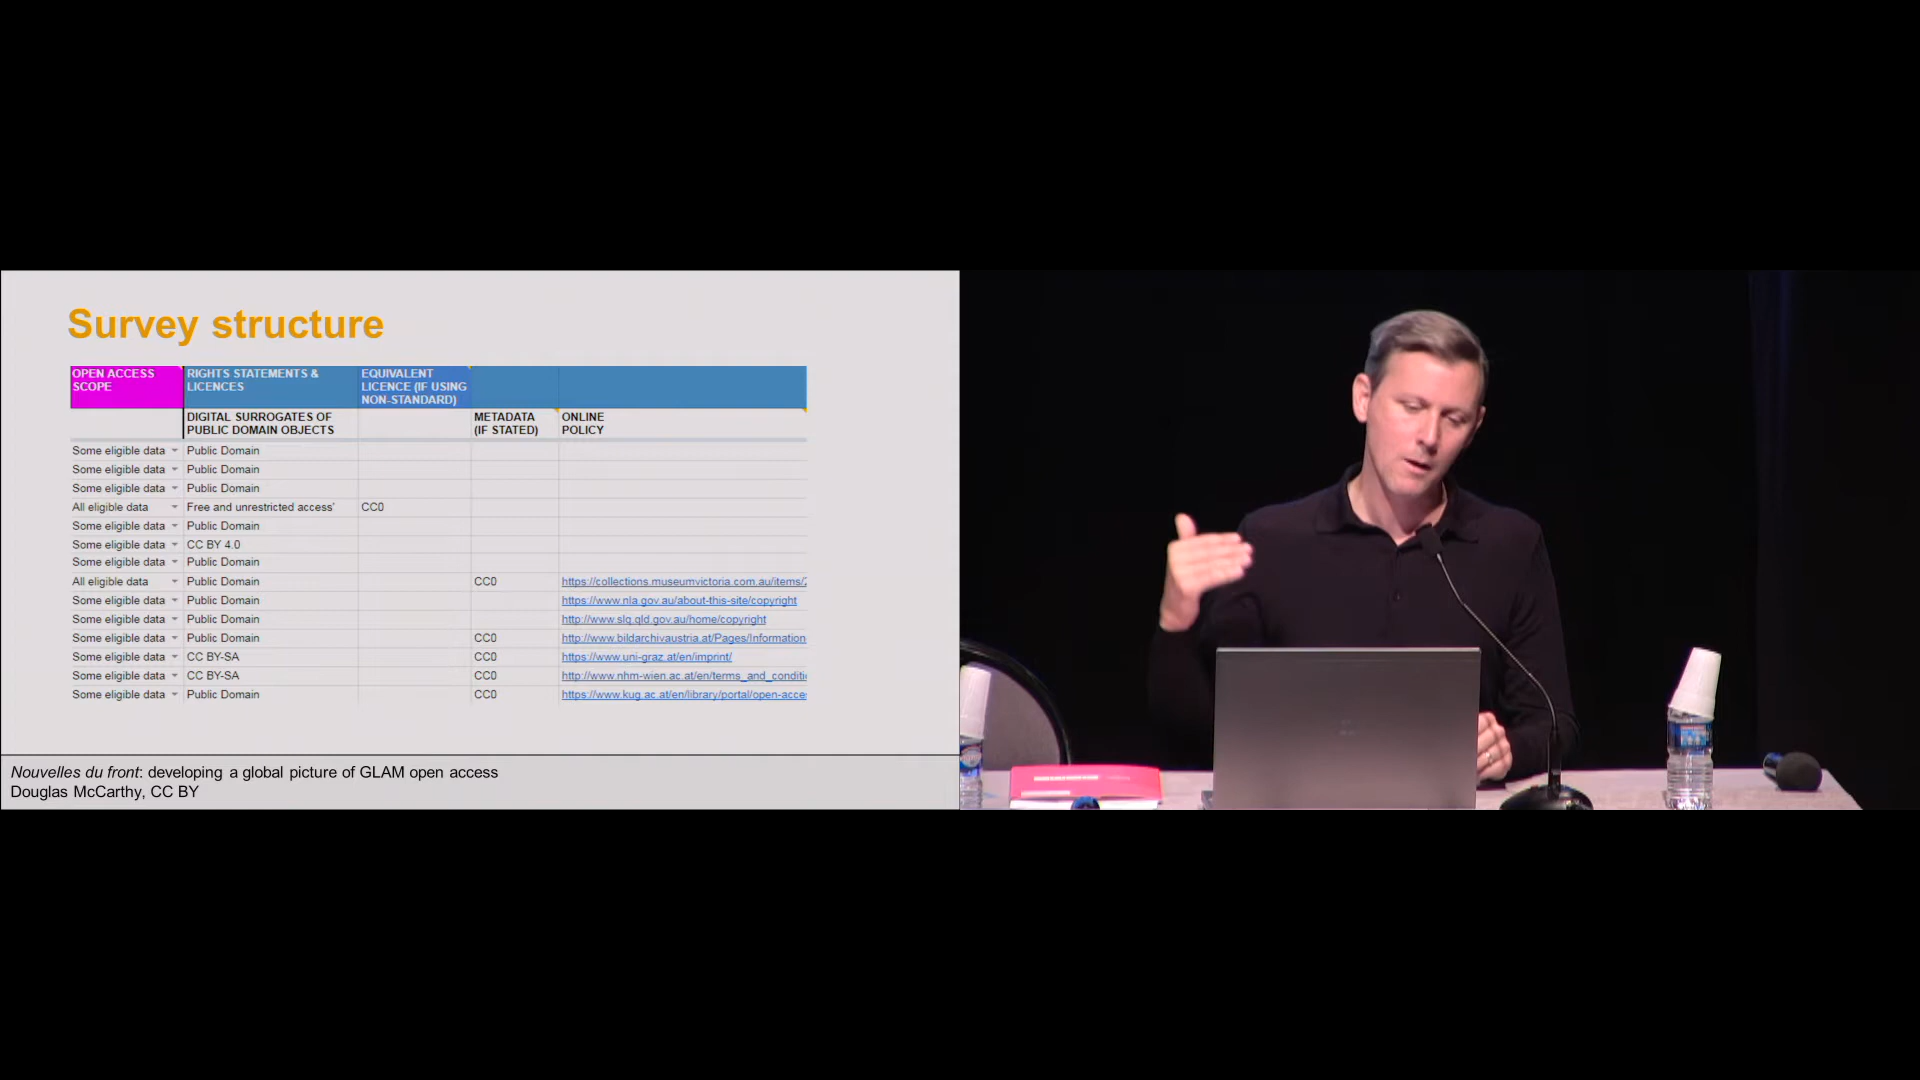 Survey structure
OPEN ACCESS SCOPE RIGHTS STATEMENTS & LICENCES EQUIVALENT LICENCE (IF USING NON-STANDARD)
DIGITAL SURROGATES OF PUBLIC DOMAIN OBJECTS METADATA (IF STATED) ONLINE POLICY
Some eligible data Public Domain
Some eligible data Public Domain
Some eligible data Public Domain
All eligible data Free and unrestricted access' CC0
Some eligible data Public Domain
Some eligible data CC BY 4.0
Some eligible data Public Domain
All eligible data Public Domain CC0 https://collections.museumvictoria.com.au/items/
Some eligible data Public Domain https://www.nla.gov.au/about-this-site/copyright
Some eligible data Public Domain http://www.slq.qld.gov.au/home/copyright
Some eligible data Public Domain CC0 http://www.bildarchivaustria.at/Pages/Information
Some eligible data CC BY-SA CC0 https://www.uni-graz.at/en/imprint/
Some eligible data CC BY-SA CC0 http://www.nhm-wien.ac.at/en/terms_and_conditi
Some eligible data Public Domain CC0 https://www.kug.ac.at/en/library/portal/open-acce
Nouvelles du front: developing a global picture of GLAM open access
Douglas McCarthy, CC BY